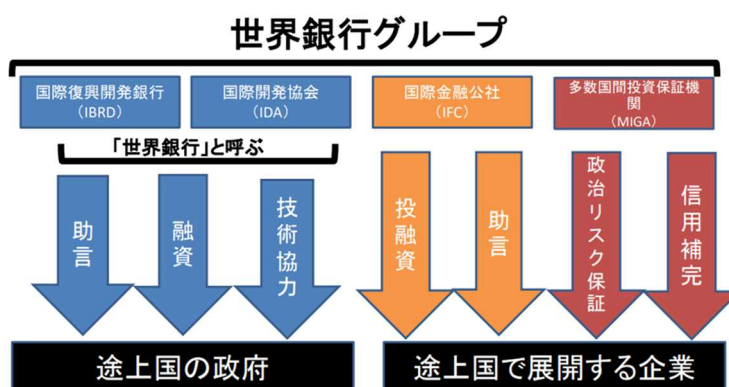 世界銀行グループ
国際復興開発銀行
（IBRD）
国際開発協会
（IDA）
国際金融公社
（IFC）
多数国間投資保証機
関
（MIGA）
「世界銀行」と呼ぶ
助言
融資
技術協力
投融資
助言
政治リスク保証
信用補完
途上国の政府
途上国で展開する企業